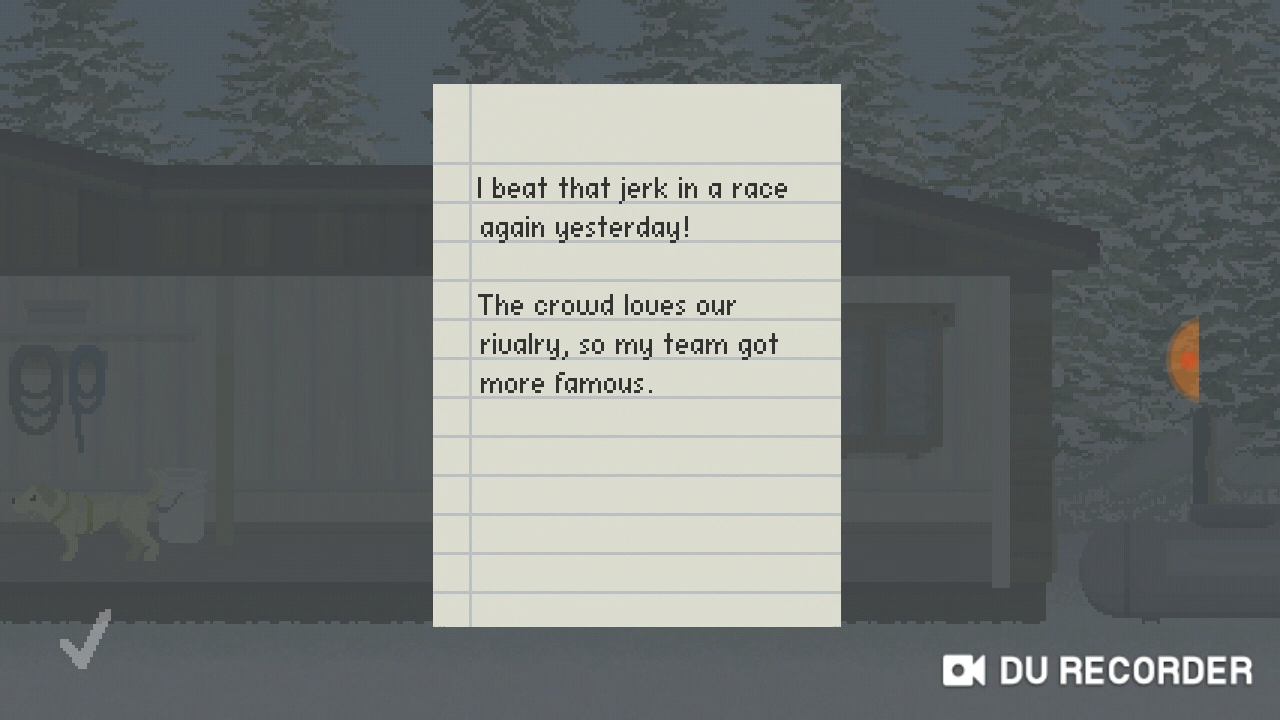 I beat that jerk in a race
again yesterday!
The crowd loves our
rivalry, so my team got
more famous.
DU RECORDER